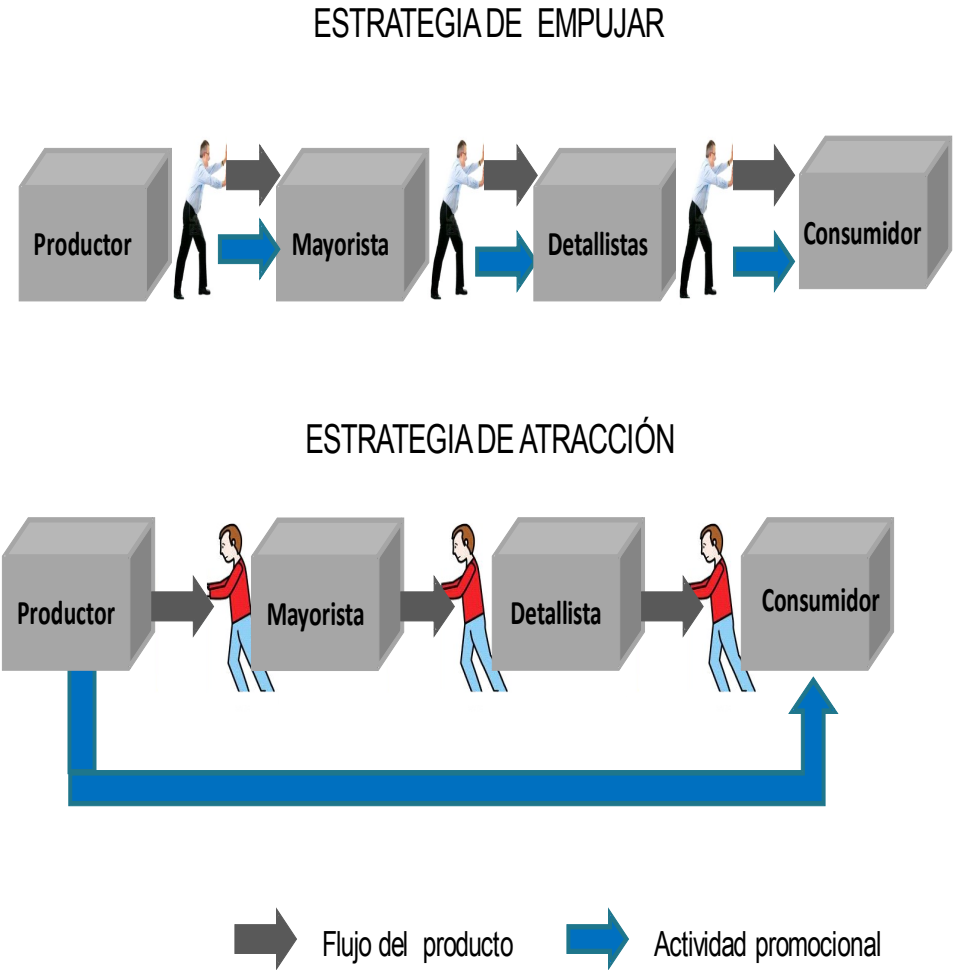 ESTRATEGIA DE EMPUJAR
Productor
Mayorista
Detallistas
Consumidor
ESTRATEGIA DE ATRACCIÓN
Productor
Mayorista
Detallista
Consumidor
Flujo del producto
Actividad promocional